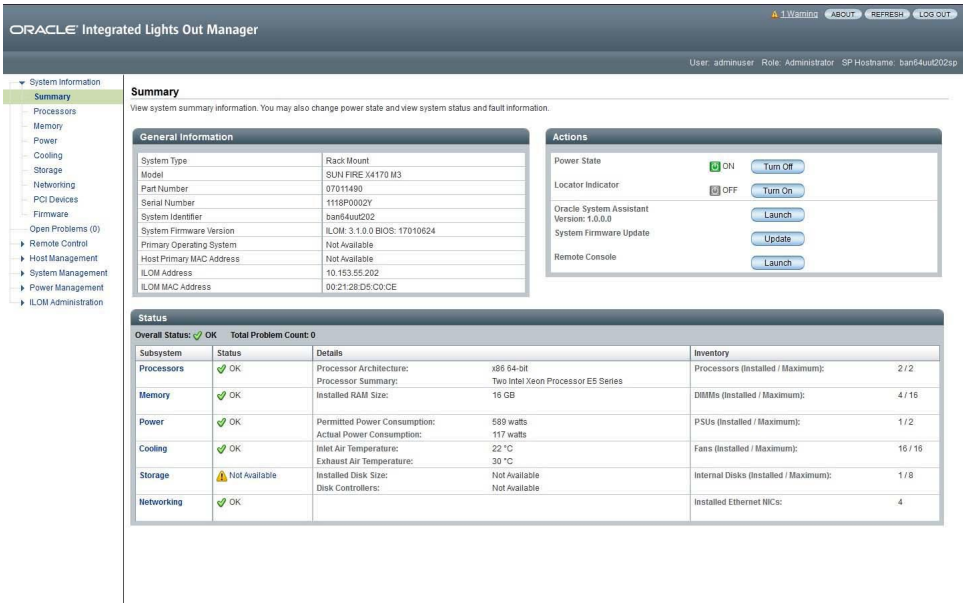 1 Warning ABOUT REFRESH LOG OUT
ORACLE® Integrated Lights Out Manager
User: adminuser Role: Administrator SP Hostname: ban64uut202sp
System Information
Summary
Processors
Memory
Power
Cooling
Storage
Networking
PCI Devices
Firmware
Open Problems (0)
Remote Control
Host Management
System Management
Power Management
ILOM Administration
Summary
View system summary information. You may also change power state and view system status and fault information.
General Information
System Type Rack Mount
Model SUN FIRE X4170 M3
Part Number 07011490
Serial Number 1118P0002Y
System Identifier ban64uut202
System Firmware Version ILOM: 3.1.0.0 BIOS: 17010624
Primary Operating System Not Available
Host Primary MAC Address Not Available
ILOM Address 10.153.55.202
ILOM MAC Address 00:21:28:D5:C0:CE
Actions
Power State ON Turn Off
Locator Indicator OFF Turn On
Oracle System Assistant
Version: 1.0.0.0 Launch
System Firmware Update Update
Remote Console Launch
Status
Overall Status: OK Total Problem Count: 0
Subsystem Status Details Inventory
Processors OK Processor Architecture: x86 64-bit Processors (Installed / Maximum): 2 / 2
Processor Summary: Two Intel Xeon Processor E5 Series
Memory OK Installed RAM Size: 16 GB DIMMs (Installed / Maximum): 4 / 16
Power OK Permitted Power Consumption: 589 watts PSUs (Installed / Maximum): 1 / 2
Actual Power Consumption: 117 watts
Cooling OK Inlet Air Temperature: 22 °C Fans (Installed / Maximum): 16 / 16
Exhaust Air Temperature: 30 °C
Storage Not Available Installed Disk Size: Not Available Internal Disks (Installed / Maximum): 1 / 8
Disk Controllers: Not Available
Networking OK Installed Ethernet NICs: 4